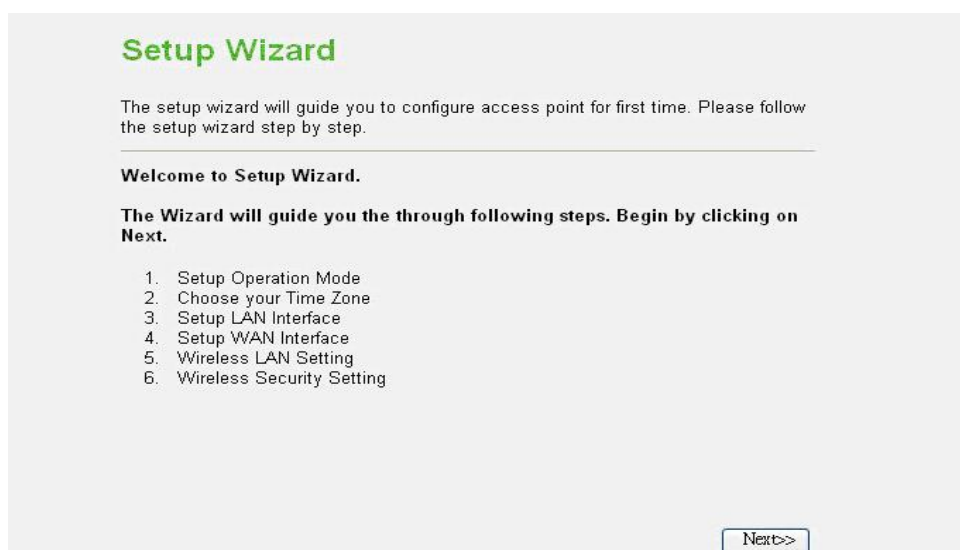 Setup Wizard
The setup wizard will guide you to configure access point for first time. Please follow
the setup wizard step by step.
Welcome to Setup Wizard.
The Wizard will guide you the through following steps. Begin by clicking on
Next.
1. Setup Operation Mode
2. Choose your Time Zone
3. Setup LAN Interface
4. Setup WAN Interface
5. Wireless LAN Setting
6. Wireless Security Setting
Next>>